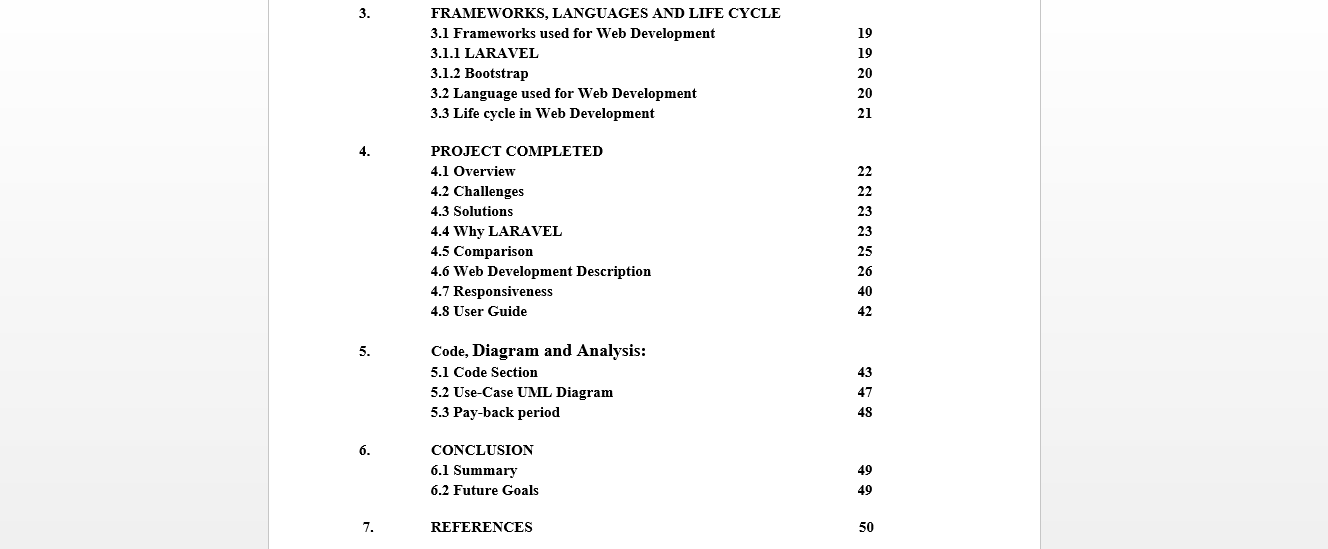 3. FRAMEWORKS, LANGUAGES AND LIFE CYCLE
3.1 Frameworks used for Web Development 19
3.1.1 LARAVEL 19
3.1.2 Bootstrap 20
3.2 Language used for Web Development 20
3.3 Life cycle in Web Development 21
4. PROJECT COMPLETED
4.1 Overview 22
4.2 Challenges 22
4.3 Solutions 23
4.4 Why LARAVEL 23
4.5 Comparison 25
4.6 Web Development Description 26
4.7 Responsiveness 40
4.8 User Guide 42
5. Code, Diagram and Analysis:
5.1 Code Section 43
5.2 Use-Case UML Diagram 47
5.3 Pay-back period 48
6. CONCLUSION
6.1 Summary 49
6.2 Future Goals 49
7. REFERENCES 50